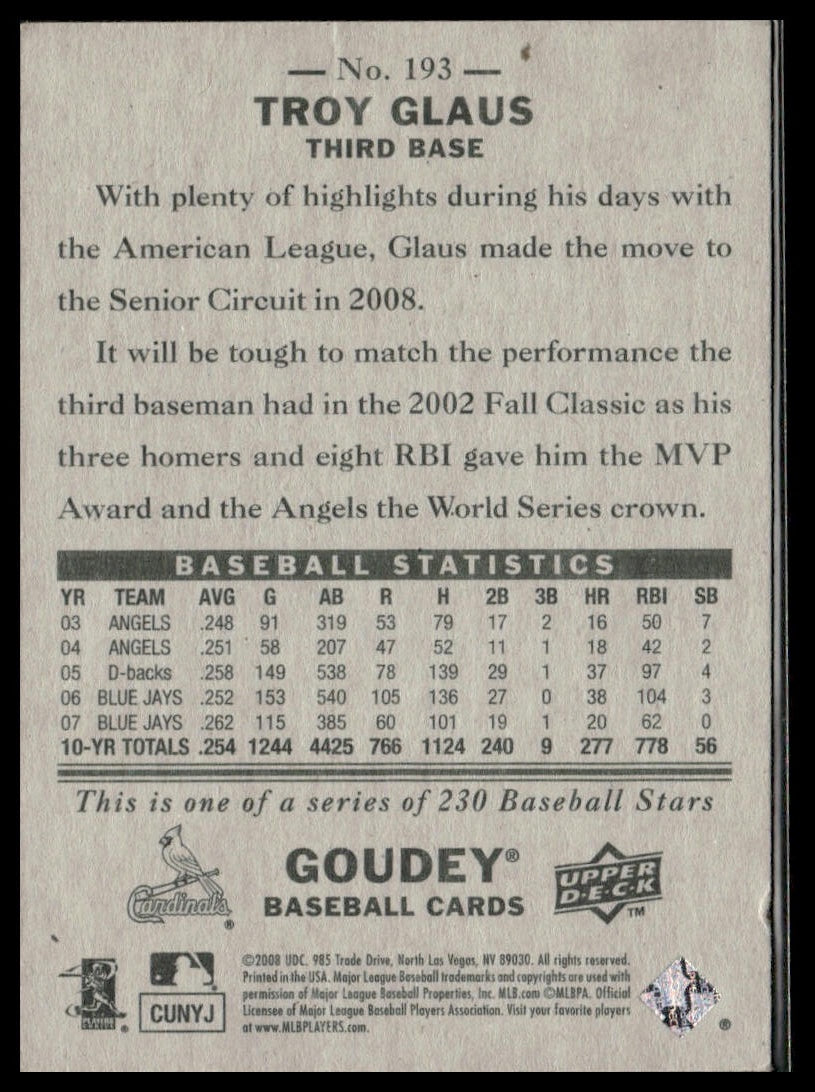 — No. 193 —
TROY GLAUS
THIRD BASE
With plenty of highlights during his days with
the American League, Glaus made the move to
the Senior Circuit in 2008.
It will be tough to match the performance the
third baseman had in the 2002 Fall Classic as his
three homers and eight RBI gave him the MVP
Award and the Angels the World Series crown.
BASEBALL STATISTICS
YR TEAM AVG G AB R H 2B 3B HR RBI SB
03 ANGELS .248 91 319 53 79 17 2 16 50 7
04 ANGELS .251 58 207 47 52 11 1 18 42 2
05 D-backs .258 149 538 78 139 29 1 37 97 4
06 BLUE JAYS .252 153 540 105 136 27 0 38 104 3
07 BLUE JAYS .262 115 385 60 101 19 1 20 62 0
10-YR TOTALS .254 1244 4425 766 1124 240 9 277 778 56
This is one of a series of 230 Baseball Stars
Cardinals ®
GOUDEY®
BASEBALL CARDS
UPPER
D·E·C·K
TM
PLAYERS
CHOICE ®
®
CUNYJ
©2008 UDC. 985 Trade Drive, North Las Vegas, NV 89030. All rights reserved.
Printed in the USA. Major League Baseball trademarks and copyrights are used with
permission of Major League Baseball Properties, Inc. MLB.com ©MLBPA. Official
Licensee of Major League Baseball Players Association. Visit your favorite players
at www.MLBPLAYERS.com.
®